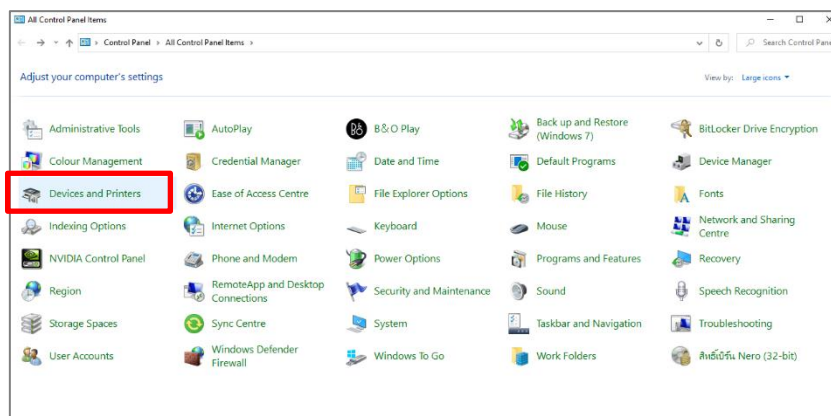 All Control Panel Items
Control Panel > All Control Panel Items >
Search Control Pane
Adjust your computer's settings
View by: Large icons
Administrative Tools
AutoPlay
B&O Play
Back up and Restore
(Windows 7)
BitLocker Drive Encryption
Colour Management
Credential Manager
Date and Time
Default Programs
Device Manager
Devices and Printers
Ease of Access Centre
File Explorer Options
File History
Fonts
Indexing Options
Internet Options
Keyboard
Mouse
Network and Sharing
Centre
NVIDIA Control Panel
Phone and Modem
Power Options
Programs and Features
Recovery
Region
RemoteApp and Desktop
Connections
Security and Maintenance
Sound
Speech Recognition
Storage Spaces
Sync Centre
System
Taskbar and Navigation
Troubleshooting
User Accounts
Windows Defender
Firewall
Windows To Go
Work Folders
สิทธิ์เบิร์น Nero (32-bit)